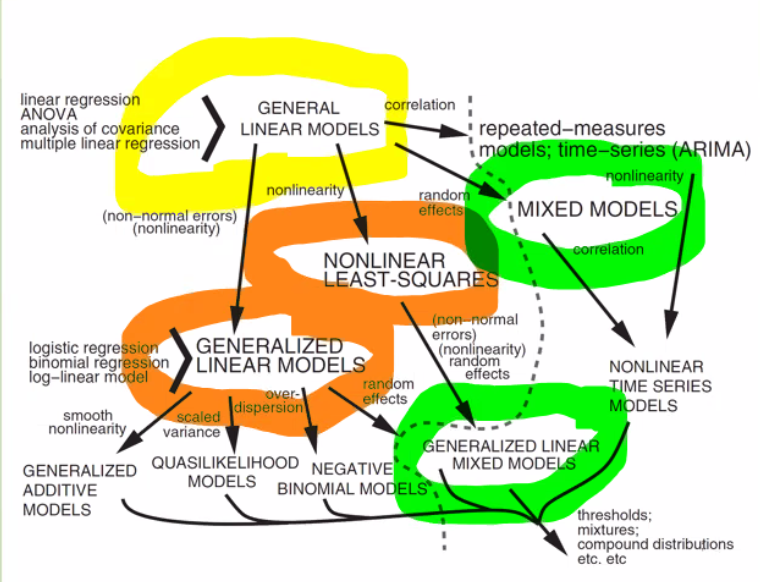 linear regression
ANOVA
analysis of covariance
multiple linear regression
GENERAL
LINEAR MODELS
correlation
repeated-measures
models; time-series (ARIMA)
nonlinearity
nonlinearity
random
effects
MIXED MODELS
(non-normal errors)
(nonlinearity)
correlation
NONLINEAR
LEAST-SQUARES
(non-normal
errors)
(nonlinearity)
random
effects
logistic regression
binomial regression
log-linear model
GENERALIZED
LINEAR MODELS
NONLINEAR
TIME SERIES
MODELS
smooth
nonlinearity
scaled
variance
over-
dispersion
random
effects
GENERALIZED
ADDITIVE
MODELS
QUASILIKELIHOOD
MODELS
NEGATIVE
BINOMIAL MODELS
GENERALIZED LINEAR
MIXED MODELS
thresholds;
mixtures;
compound distributions
etc. etc